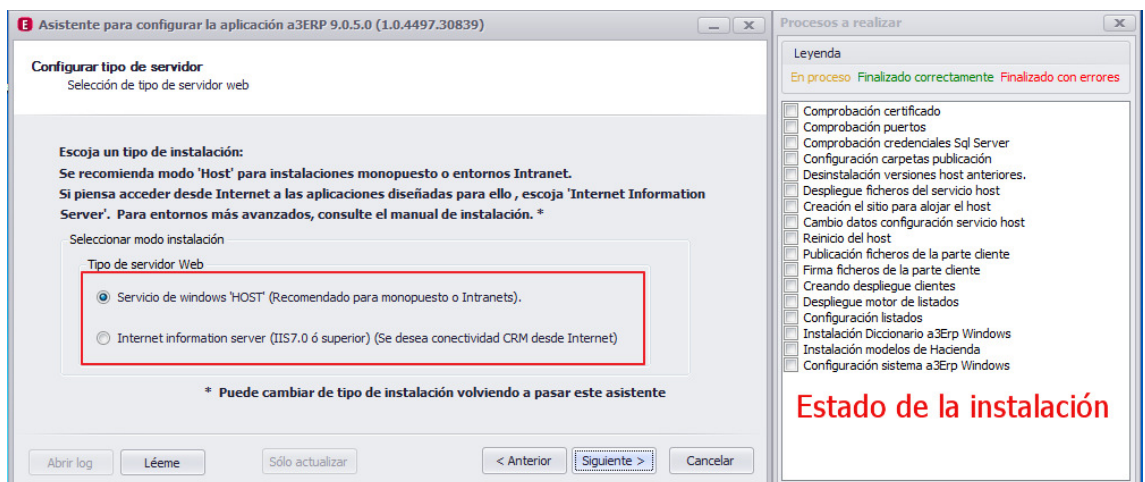 Asistente para configurar la aplicación a3ERP 9.0.5.0 (1.0.4497.30839)
Configurar tipo de servidor
Selección de tipo de servidor web
Escoja un tipo de instalación:
Se recomienda modo 'Host' para instalaciones monopuesto o entornos Intranet.
Si piensa acceder desde Internet a las aplicaciones diseñadas para ello , escoja 'Internet Information
Server'. Para entornos más avanzados, consulte el manual de instalación. *
Seleccionar modo instalación
Tipo de servidor Web
Servicio de windows 'HOST' (Recomendado para monopuesto o Intranets).
Internet information server (IIS7.0 ó superior) (Se desea conectividad CRM desde Internet)
* Puede cambiar de tipo de instalación volviendo a pasar este asistente
Abrir log
Léeme
Sólo actualizar
< Anterior
Siguiente >
Cancelar
Procesos a realizar
Leyenda
En proceso Finalizado correctamente Finalizado con errores
Comprobación certificado
Comprobación puertos
Comprobación credenciales Sql Server
Configuración carpetas publicación
Desinstalación versiones host anteriores.
Despliegue ficheros del servicio host
Creación el sitio para alojar el host
Cambio datos configuración servicio host
Reinicio del host
Publicación ficheros de la parte cliente
Firma ficheros de la parte cliente
Creando despliegue clientes
Despliegue motor de listados
Configuración listados
Instalación Diccionario a3Erp Windows
Instalación modelos de Hacienda
Configuración sistema a3Erp Windows
Estado de la instalación